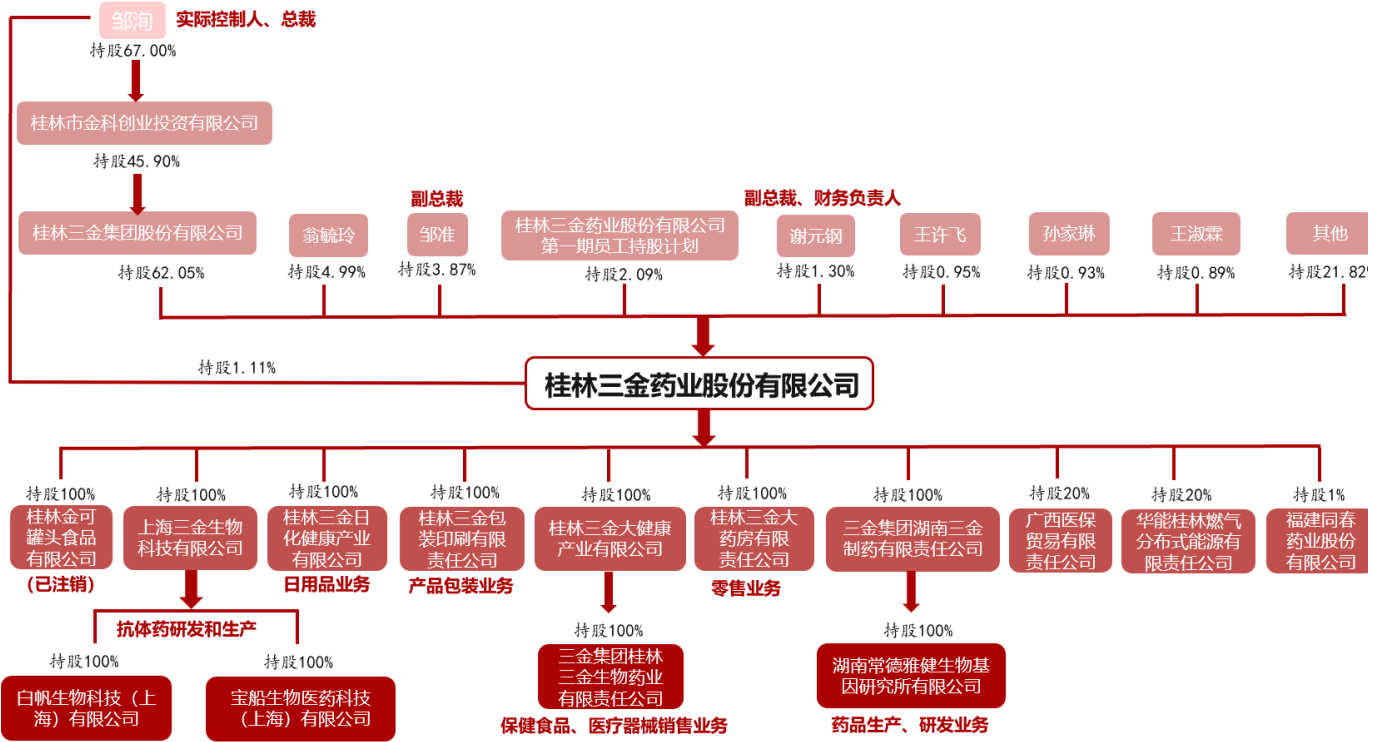 邹洵
实际控制人、总裁
持股67.00%
桂林市金科创业投资有限公司
持股45.90%
桂林三金集团股份有限公司
持股62.05%
翁毓玲
持股4.99%
副总裁
邹准
持股3.87%
桂林三金药业股份有限公司
第一期员工持股计划
持股2.09%
副总裁、财务负责人
谢元钢
持股1.30%
王许飞
持股0.95%
孙家琳
持股0.93%
王淑霖
持股0.89%
其他
持股21.82%
持股1.11%
桂林三金药业股份有限公司
持股100%
桂林金可
罐头食品
有限公司
（已注销）
持股100%
上海三金生物
科技有限公司
抗体药研发和生产
持股100%
白帆生物科技（上
海）有限公司
持股100%
宝船生物医药科技
（上海）有限公司
持股100%
桂林三金日
化健康产业
有限公司
日用品业务
持股100%
桂林三金包
装印刷有限
责任公司
产品包装业务
持股100%
桂林三金大健康
产业有限公司
持股100%
三金集团桂林
三金生物药业
有限责任公司
保健食品、医疗器械销售业务
持股100%
桂林三金大
药房有限
责任公司
零售业务
持股100%
三金集团湖南三金
制药有限责任公司
持股100%
湖南常德雅健生物基
因研究所有限公司
药品生产、研发业务
持股20%
广西医保
贸易有限
责任公司
持股20%
华能桂林燃气
分布式能源有
限责任公司
持股1%
福建同春
药业股份
有限公司